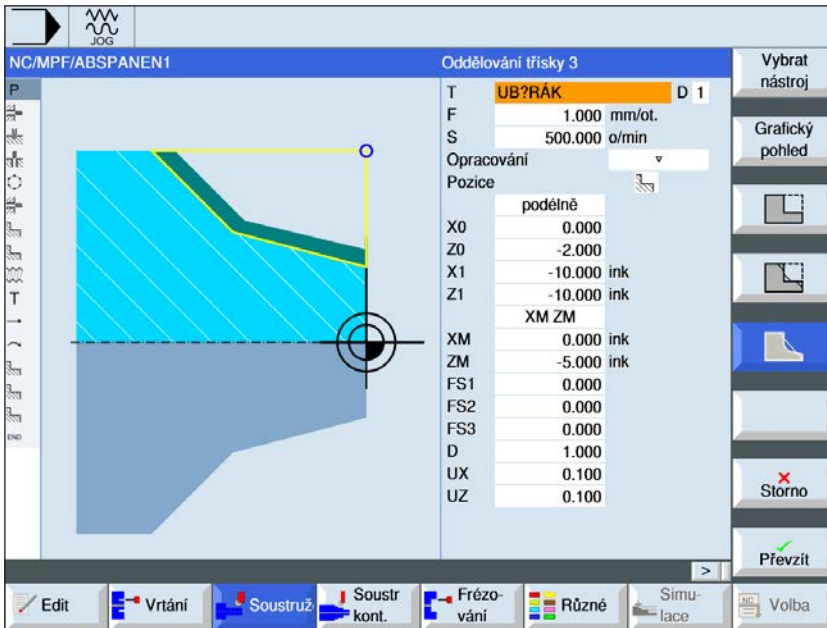 JOG
NC/MPF/ABSPANEN1
Oddělování třísky 3
P
T
END
T UB?RÁK D 1
F 1.000 mm/ot.
S 500.000 o/min
Opracování ▿
Pozice
podélně
X0 0.000
Z0 -2.000
X1 -10.000 ink
Z1 -10.000 ink
XM ZM
XM 0.000 ink
ZM -5.000 ink
FS1 0.000
FS2 0.000
FS3 0.000
D 1.000
UX 0.100
UZ 0.100
>
Vybrat
nástroj
Grafický
pohled
Storno
Převzít
Edit
Vrtání
Soustruž
Soustr
kont.
Frézo-
vání
Různé
Simu-
lace
NC
Volba